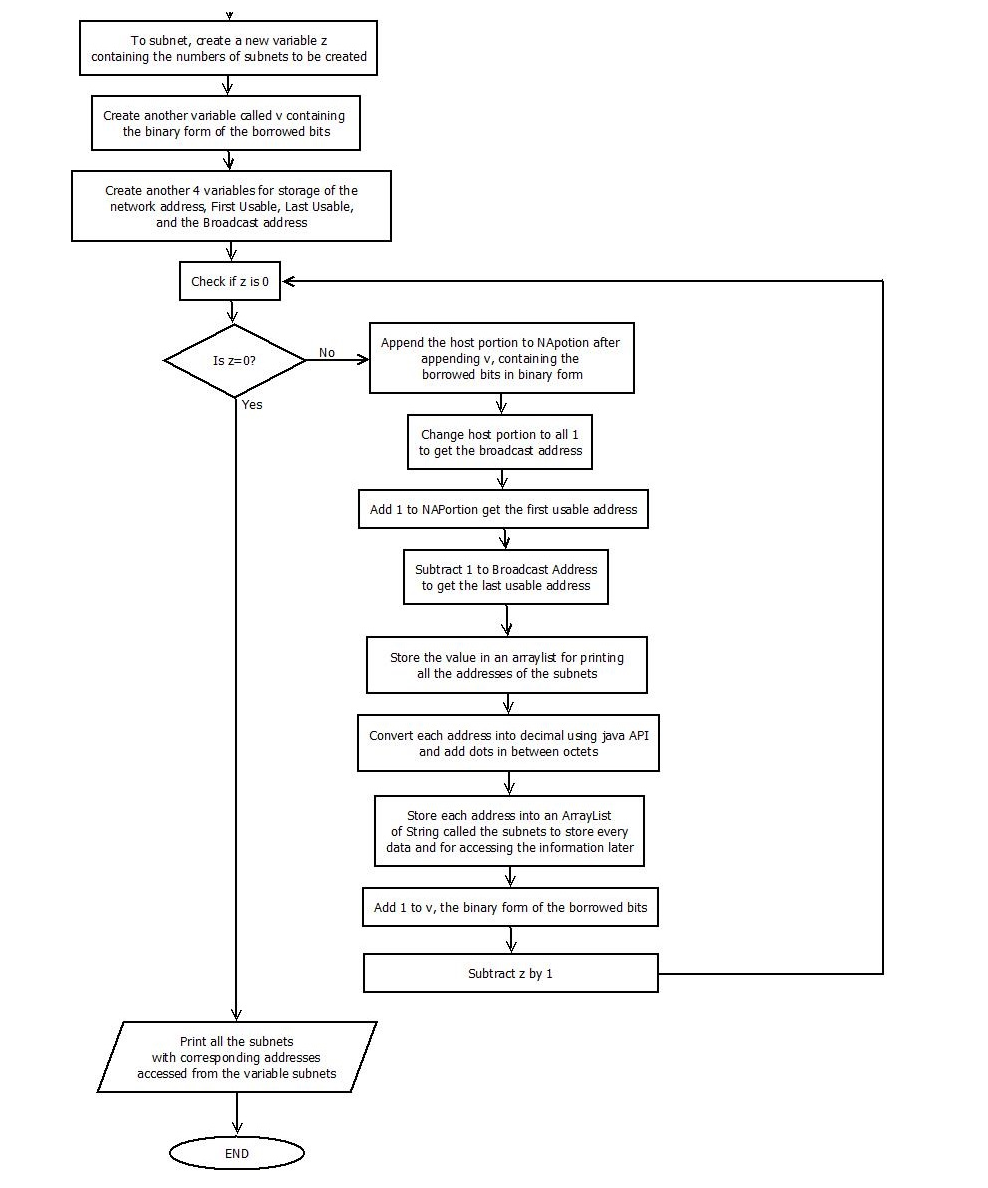 To subnet, create a new variable z
containing the numbers of subnets to be created
Create another variable called v containing
the binary form of the borrowed bits
Create another 4 variables for storage of the
network address, First Usable, Last Usable,
and the Broadcast address
Check if z is 0
Is z=0?
No
Yes
Append the host portion to NApotion after
appending v, containing the
borrowed bits in binary form
Change host portion to all 1
to get the broadcast address
Add 1 to NAPortion get the first usable address
Subtract 1 to Broadcast Address
to get the last usable address
Store the value in an arraylist for printing
all the addresses of the subnets
Convert each address into decimal using java API
and add dots in between octets
Store each address into an ArrayList
of String called the subnets to store every
data and for accessing the information later
Add 1 to v, the binary form of the borrowed bits
Subtract z by 1
Print all the subnets
with corresponding addresses
accessed from the variable subnets
END